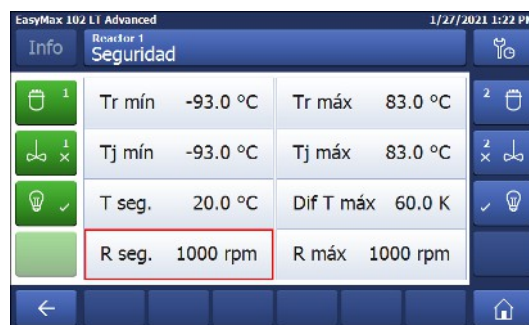 EasyMax 102 LT Advanced 1/27/2021 1:22 PM
Info
Reactor 1
Seguridad
1 Tr mín -93.0 °C Tr máx 83.0 °C 2
1 Tj mín -93.0 °C Tj máx 83.0 °C 2
T seg. 20.0 °C Dif T máx 60.0 K
R seg. 1000 rpm R máx 1000 rpm